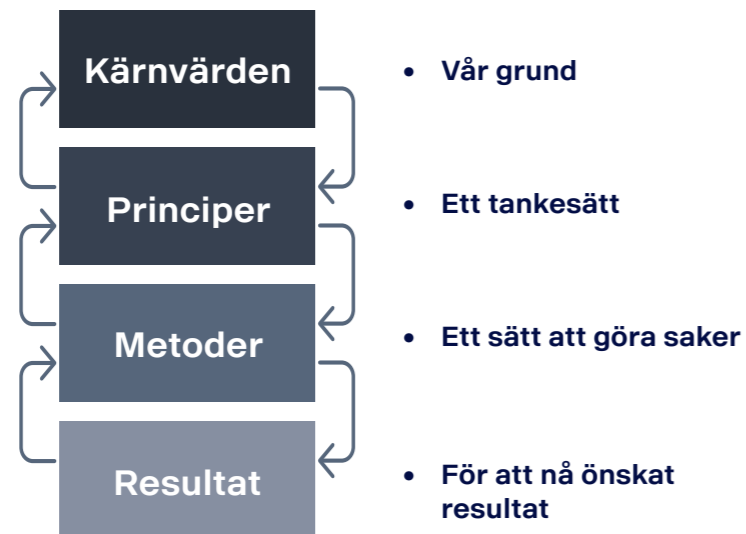 Kärnvärden
• Vår grund
Principer
• Ett tankesätt
Metoder
• Ett sätt att göra saker
Resultat
• För att nå önskat
resultat